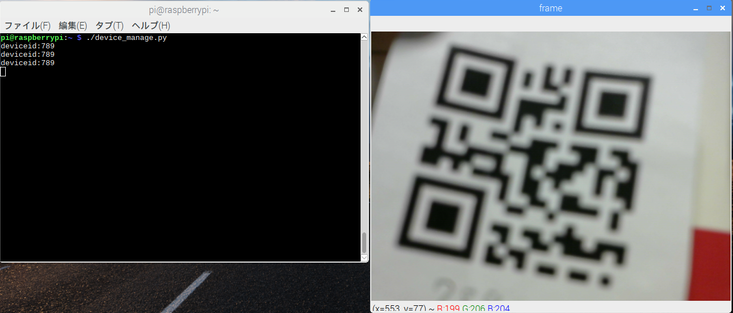 pi@raspberrypi: ~
ファイル(F) 編集(E) タブ(T) ヘルプ(H)
pi@raspberrypi:~ $ ./device_manage.py
deviceid:789
deviceid:789
deviceid:789
frame
(x=553, y=77) ~ R:199 G:206 B:204